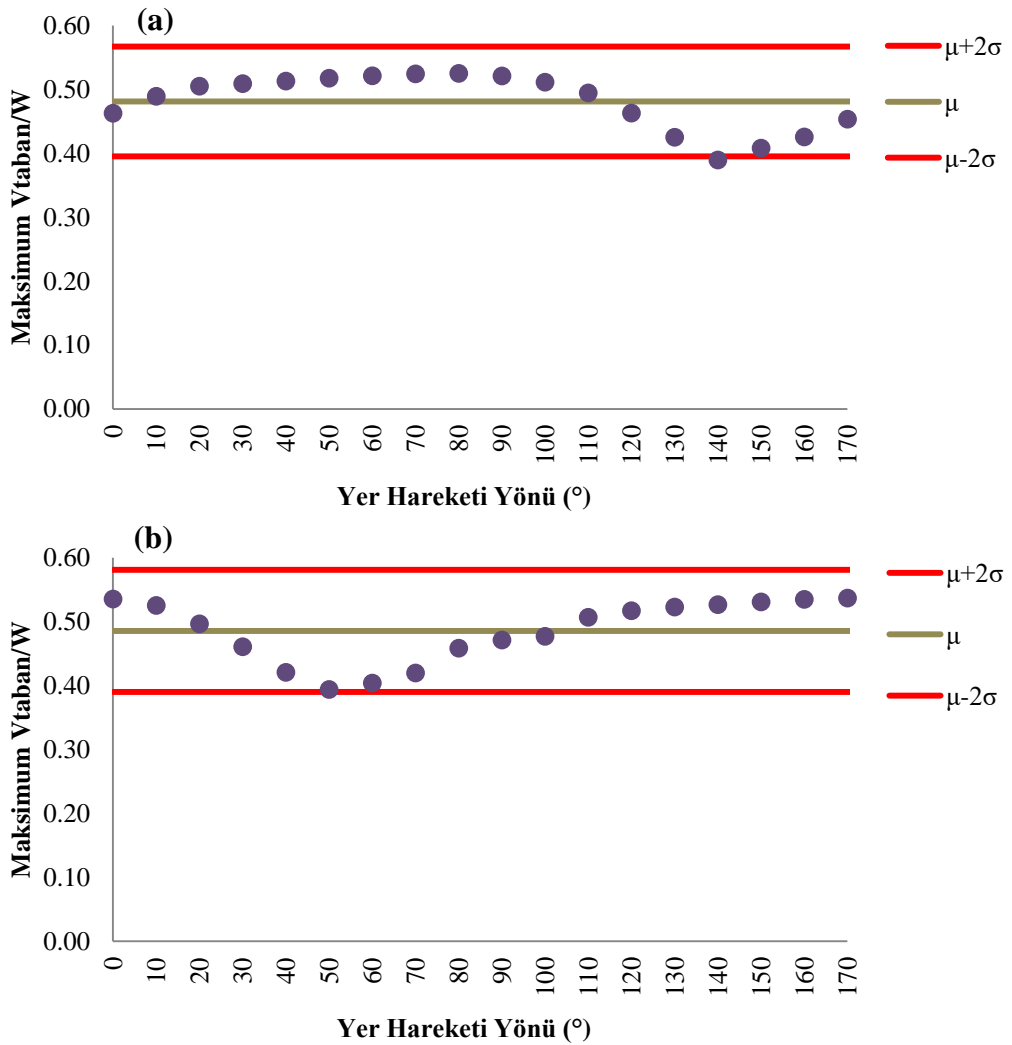 (a)
Maksimum Vtaban/W
0.60
0.50
0.40
0.30
0.20
0.10
0.00
0 10 20 30 40 50 60 70 80 90 100 110 120 130 140 150 160 170
Yer Hareketi Yönü (°)
μ+2σ
μ
μ-2σ
(b)
Maksimum Vtaban/W
0.60
0.50
0.40
0.30
0.20
0.10
0.00
0 10 20 30 40 50 60 70 80 90 100 110 120 130 140 150 160 170
Yer Hareketi Yönü (°)
μ+2σ
μ
μ-2σ